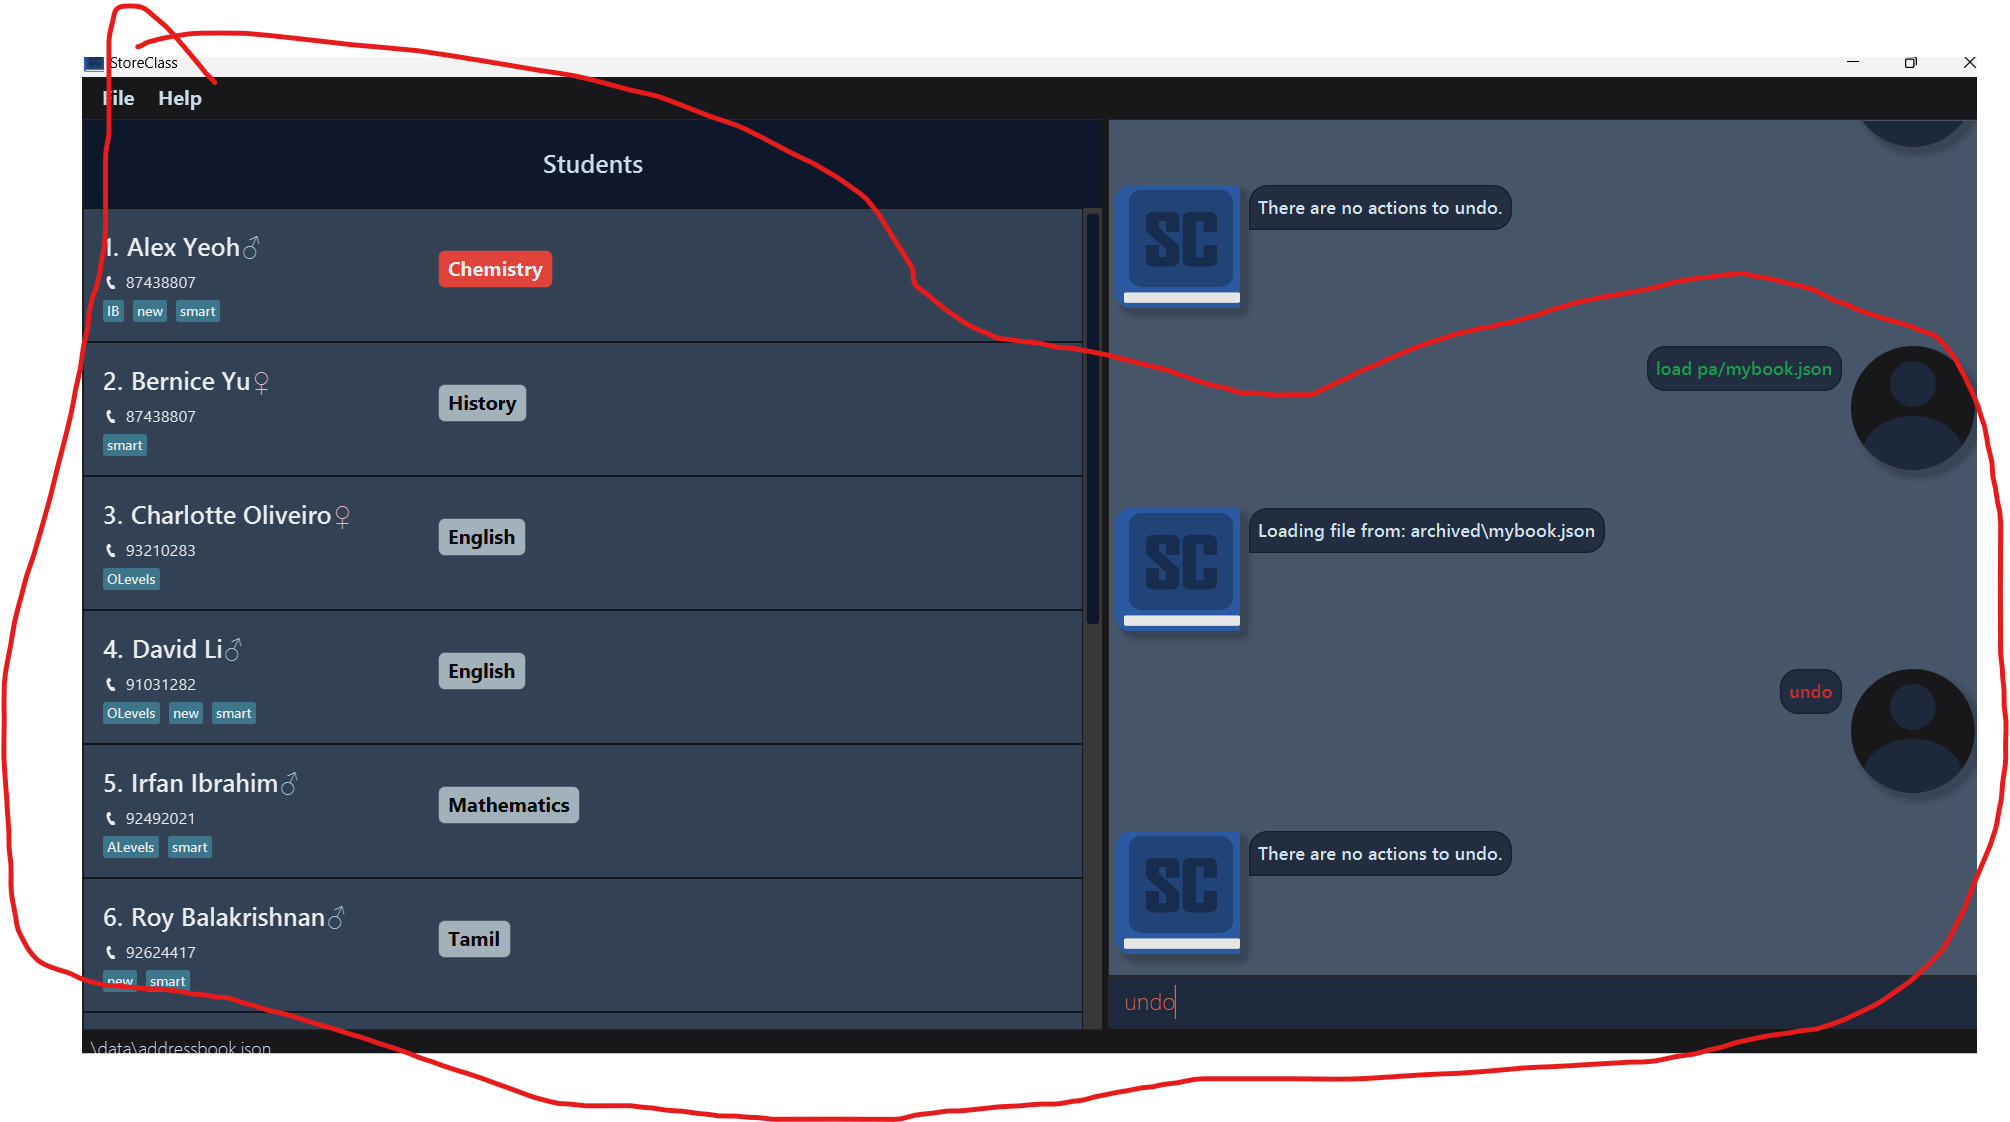 StoreClass
File Help
Students
1. Alex Yeoh♂
87438807
IB new smart
Chemistry
2. Bernice Yu♀
87438807
smart
History
3. Charlotte Oliveiro♀
93210283
OLevels
English
4. David Li♂
91031282
OLevels new smart
English
5. Irfan Ibrahim♂
92492021
ALevels smart
Mathematics
6. Roy Balakrishnan♂
92624417
new smart
Tamil
SC
There are no actions to undo.
load pa/mybook.json
SC
Loading file from: archived\mybook.json
undo
SC
There are no actions to undo.
undo
\data\addressbook.json